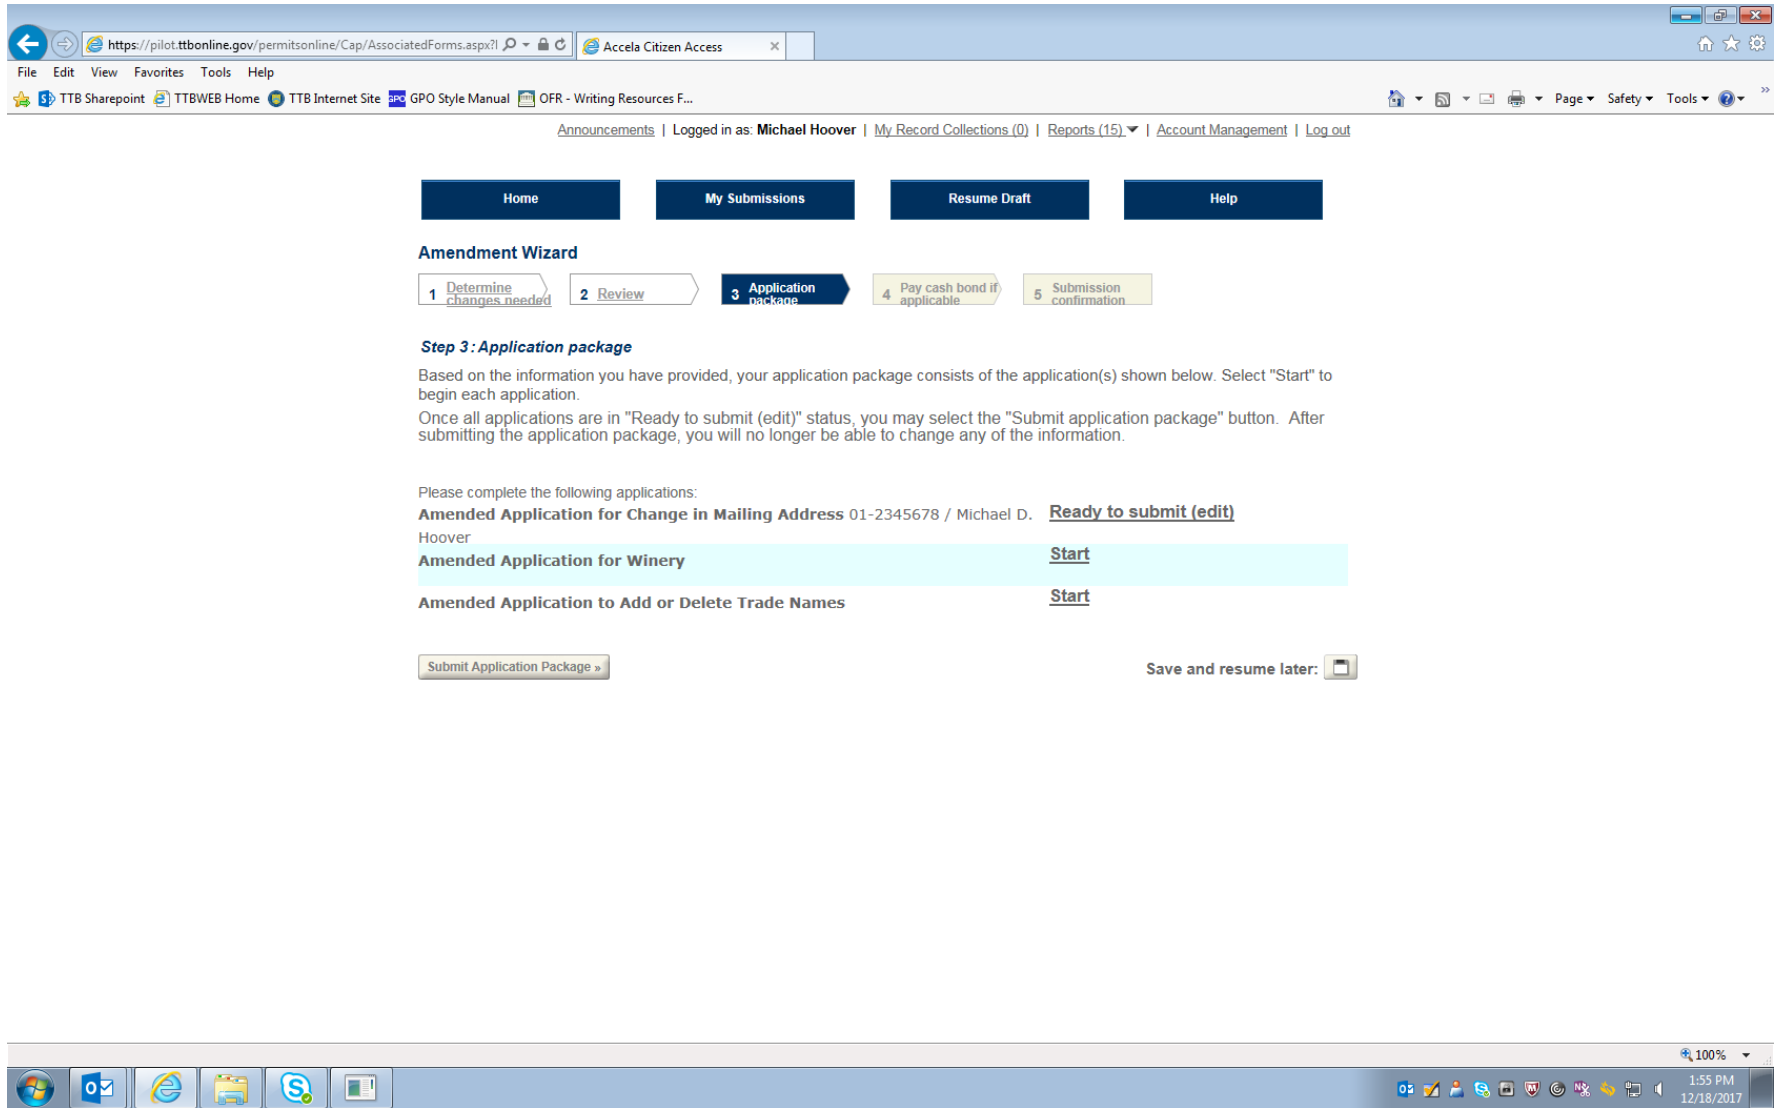 https://pilot.ttbonline.gov/permitsonline/Cap/AssociatedForms.aspx?l
Accela Citizen Access
File Edit View Favorites Tools Help
TTB Sharepoint TTBWEB Home TTB Internet Site GPO GPO Style Manual OFR - Writing Resources F...
Page Safety Tools
Announcements | Logged in as: Michael Hoover | My Record Collections (0) | Reports (15) | Account Management | Log out
Home My Submissions Resume Draft Help
Amendment Wizard
1 Determine changes needed
2 Review
3 Application package
4 Pay cash bond if applicable
5 Submission confirmation
Step 3: Application package
Based on the information you have provided, your application package consists of the application(s) shown below. Select "Start" to
begin each application.
Once all applications are in "Ready to submit (edit)" status, you may select the "Submit application package" button. After
submitting the application package, you will no longer be able to change any of the information.
Please complete the following applications:
Amended Application for Change in Mailing Address 01-2345678 / Michael D. Ready to submit (edit)
Hoover
Amended Application for Winery Start
Amended Application to Add or Delete Trade Names Start
Submit Application Package »
Save and resume later:
100%
1:55 PM
12/18/2017